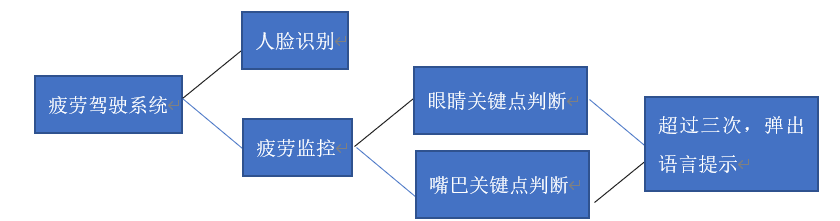 疲劳驾驶系统
人脸识别
疲劳监控
眼睛关键点判断
嘴巴关键点判断
超过三次，弹出
语言提示